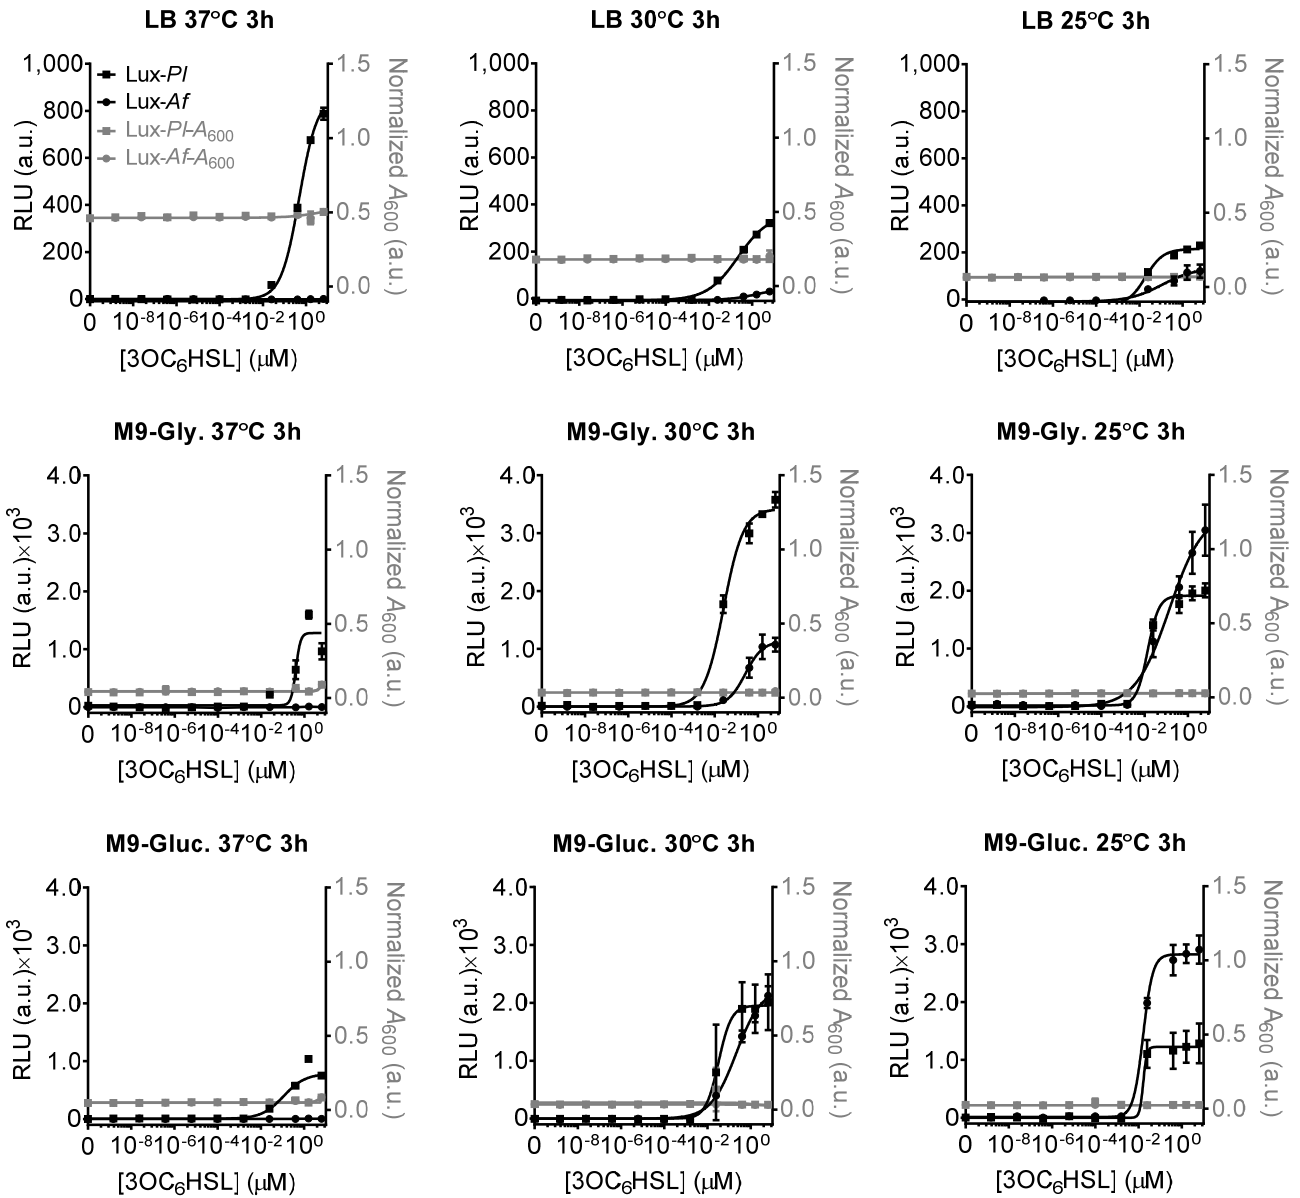 LB 37°C 3h
LB 30°C 3h
LB 25°C 3h
1,000
800
600
400
200
0
RLU (a.u.)
Lux-Pl
Lux-Af
Lux-Pl-A600
Lux-Af-A600
1.5
1.0
0.5
0.0
Normalized A600 (a.u.)
0 10-8 10-6 10-4 10-2 100
[3OC6HSL] (μM)
1,000
800
600
400
200
0
RLU (a.u.)
1.5
1.0
0.5
0.0
Normalized A600 (a.u.)
0 10-8 10-6 10-4 10-2 100
[3OC6HSL] (μM)
1,000
800
600
400
200
0
RLU (a.u.)
1.5
1.0
0.5
0.0
Normalized A600 (a.u.)
0 10-8 10-6 10-4 10-2 100
[3OC6HSL] (μM)
M9-Gly. 37°C 3h
M9-Gly. 30°C 3h
M9-Gly. 25°C 3h
4.0
3.0
2.0
1.0
0
RLU (a.u.)×103
1.5
1.0
0.5
0.0
Normalized A600 (a.u.)
0 10-8 10-6 10-4 10-2 100
[3OC6HSL] (μM)
4.0
3.0
2.0
1.0
0
RLU (a.u.)×103
1.5
1.0
0.5
0.0
Normalized A600 (a.u.)
0 10-8 10-6 10-4 10-2 100
[3OC6HSL] (μM)
4.0
3.0
2.0
1.0
0
RLU (a.u.)×103
1.5
1.0
0.5
0.0
Normalized A600 (a.u.)
0 10-8 10-6 10-4 10-2 100
[3OC6HSL] (μM)
M9-Gluc. 37°C 3h
M9-Gluc. 30°C 3h
M9-Gluc. 25°C 3h
4.0
3.0
2.0
1.0
0
RLU (a.u.)×103
1.5
1.0
0.5
0.0
Normalized A600 (a.u.)
0 10-8 10-6 10-4 10-2 100
[3OC6HSL] (μM)
4.0
3.0
2.0
1.0
0
RLU (a.u.)×103
1.5
1.0
0.5
0.0
Normalized A600 (a.u.)
0 10-8 10-6 10-4 10-2 100
[3OC6HSL] (μM)
4.0
3.0
2.0
1.0
0
RLU (a.u.)×103
1.5
1.0
0.5
0.0
Normalized A600 (a.u.)
0 10-8 10-6 10-4 10-2 100
[3OC6HSL] (μM)